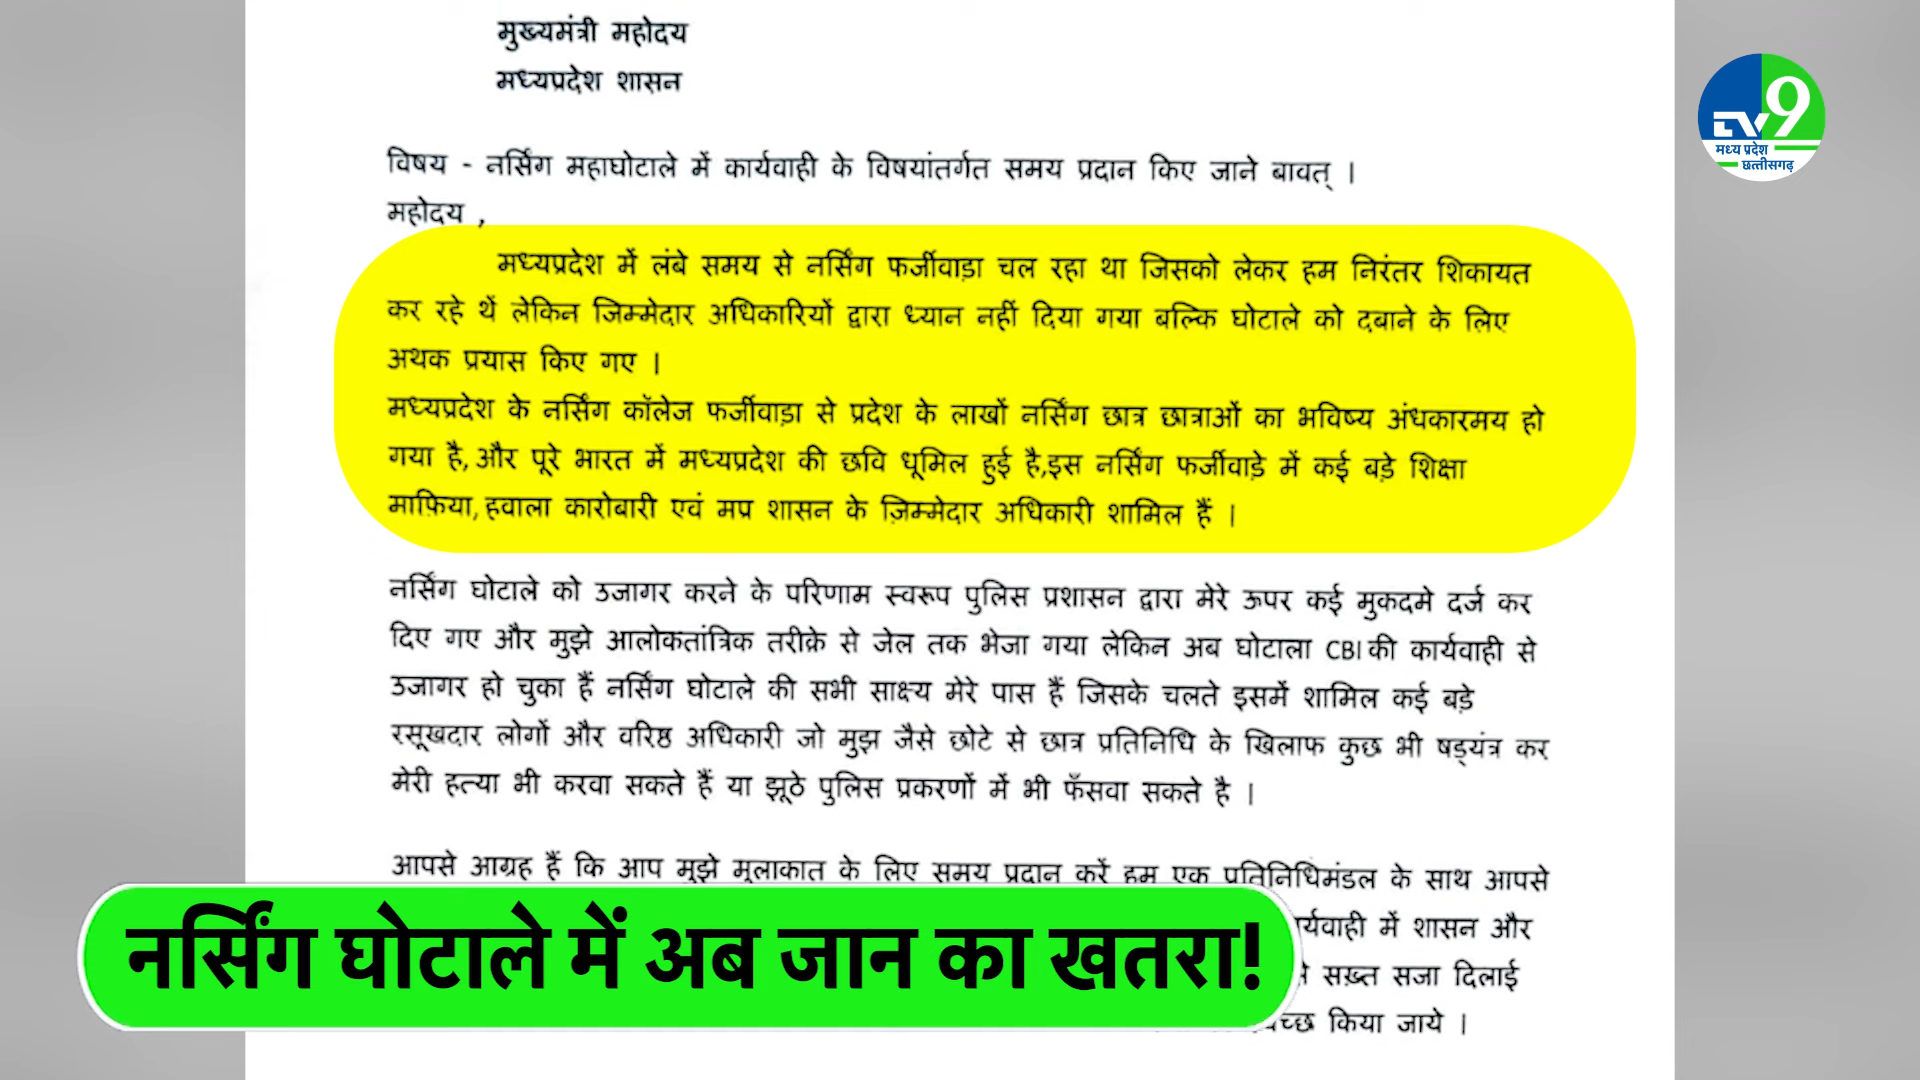 मुख्यमंत्री महोदय
मध्यप्रदेश शासन
TV9
मध्य प्रदेश
छत्तीसगढ़
विषय - नर्सिंग महाघोटाले में कार्यवाही के विषयांतर्गत समय प्रदान किए जाने बावत् ।
महोदय ,
मध्यप्रदेश में लंबे समय से नर्सिंग फर्जीवाड़ा चल रहा था जिसको लेकर हम निरंतर शिकायत
कर रहे थें लेकिन जिम्मेदार अधिकारियों द्वारा ध्यान नहीं दिया गया बल्कि घोटाले को दबाने के लिए
अथक प्रयास किए गए ।
मध्यप्रदेश के नर्सिंग कॉलेज फर्जीवाड़ा से प्रदेश के लाखों नर्सिंग छात्र छात्राओं का भविष्य अंधकारमय हो
गया है, और पूरे भारत में मध्यप्रदेश की छवि धूमिल हुई है,इस नर्सिंग फर्जीवाड़े में कई बड़े शिक्षा
माफ़िया, हवाला कारोबारी एवं मप्र शासन के ज़िम्मेदार अधिकारी शामिल हैं ।
नर्सिंग घोटाले को उजागर करने के परिणाम स्वरूप पुलिस प्रशासन द्वारा मेरे ऊपर कई मुकदमे दर्ज कर
दिए गए और मुझे आलोकतांत्रिक तरीक़े से जेल तक भेजा गया लेकिन अब घोटाला CBI की कार्यवाही से
उजागर हो चुका हैं नर्सिंग घोटाले की सभी साक्ष्य मेरे पास हैं जिसके चलते इसमें शामिल कई बड़े
रसूखदार लोगों और वरिष्ठ अधिकारी जो मुझ जैसे छोटे से छात्र प्रतिनिधि के खिलाफ कुछ भी षड्यंत्र कर
मेरी हत्या भी करवा सकते हैं या झूठे पुलिस प्रकरणों में भी फँसवा सकते है ।
आपसे आग्रह हैं कि आप मुझे मुलाकात के लिए समय प्रदान करें हम एक प्रतिनिधिमंडल के साथ आपसे
में शासन और
सख़्त सजा दिलाई
किया जाये ।
नर्सिंग घोटाले में अब जान का खतरा!